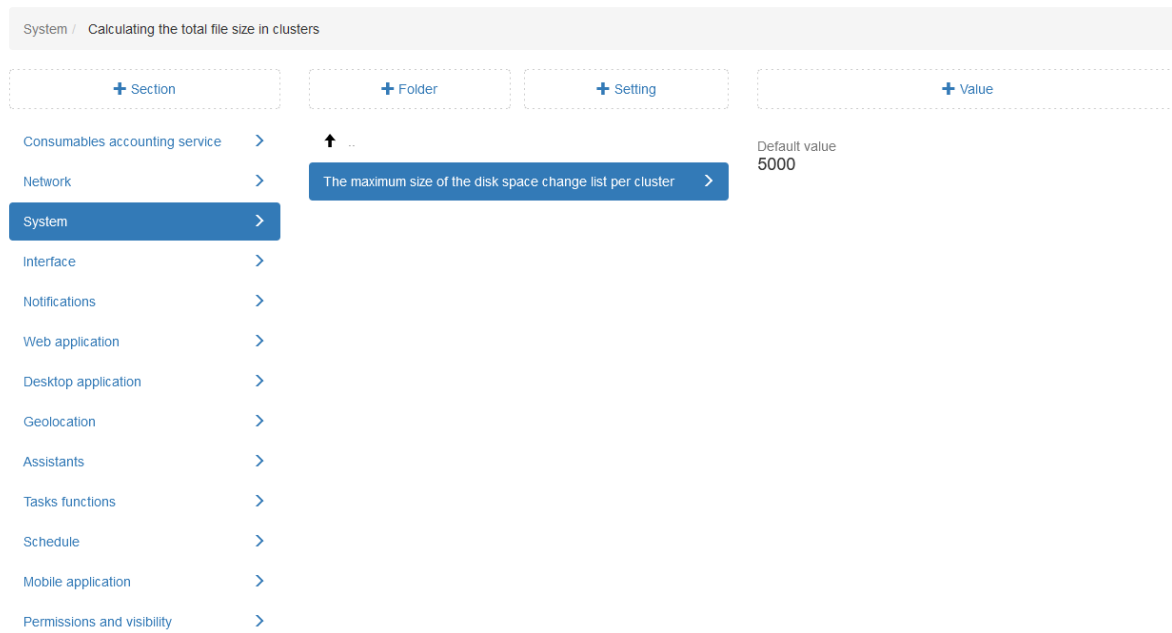 System / Calculating the total file size in clusters
+ Section
+ Folder
+ Setting
+ Value
Consumables accounting service
Network
System
Interface
Notifications
Web application
Desktop application
Geolocation
Assistants
Tasks functions
Schedule
Mobile application
Permissions and visibility
..
The maximum size of the disk space change list per cluster
Default value
5000